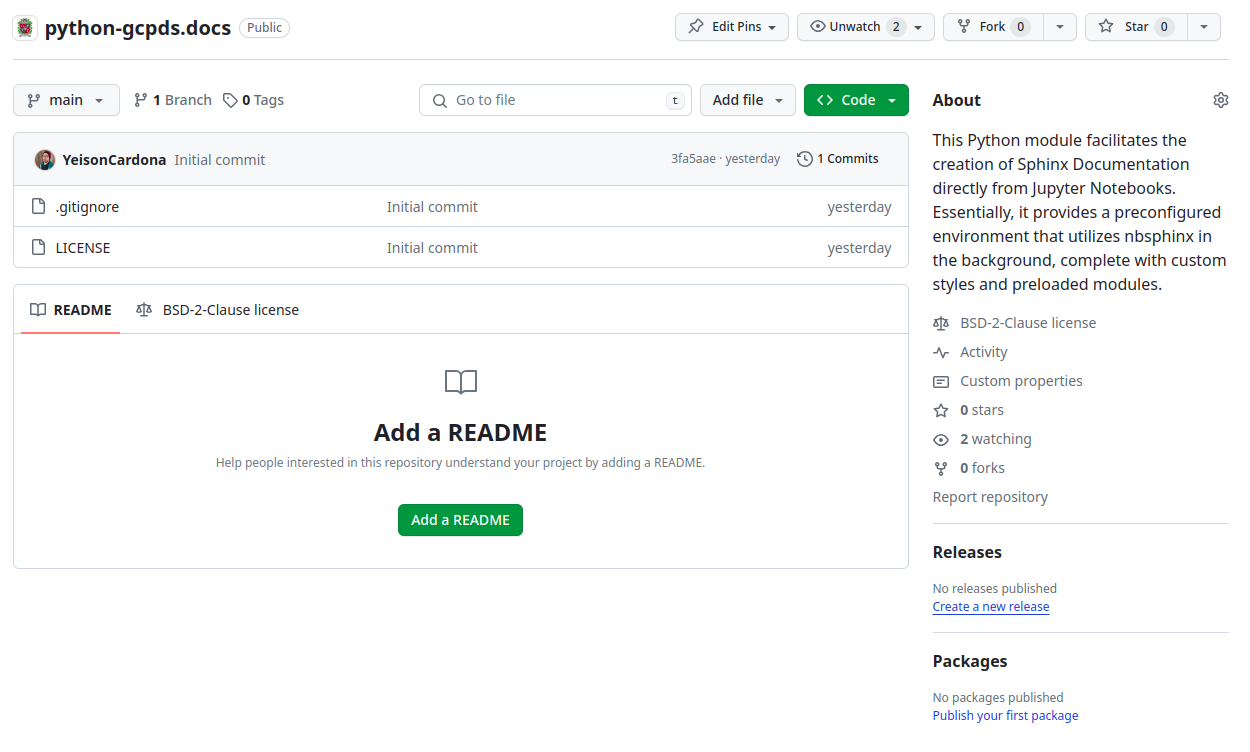 python-gcpds.docs Public Edit Pins Unwatch 2 Fork 0 Star 0
main 1 Branch 0 Tags Go to file t Add file Code
YeisonCardona Initial commit 3fa5aae · yesterday 1 Commits
.gitignore Initial commit yesterday
LICENSE Initial commit yesterday
README BSD-2-Clause license
Add a README
Help people interested in this repository understand your project by adding a README.
Add a README
About
This Python module facilitates the
creation of Sphinx Documentation
directly from Jupyter Notebooks.
Essentially, it provides a preconfigured
environment that utilizes nbsphinx in
the background, complete with custom
styles and preloaded modules.
BSD-2-Clause license
Activity
Custom properties
0 stars
2 watching
0 forks
Report repository
Releases
No releases published
Create a new release
Packages
No packages published
Publish your first package